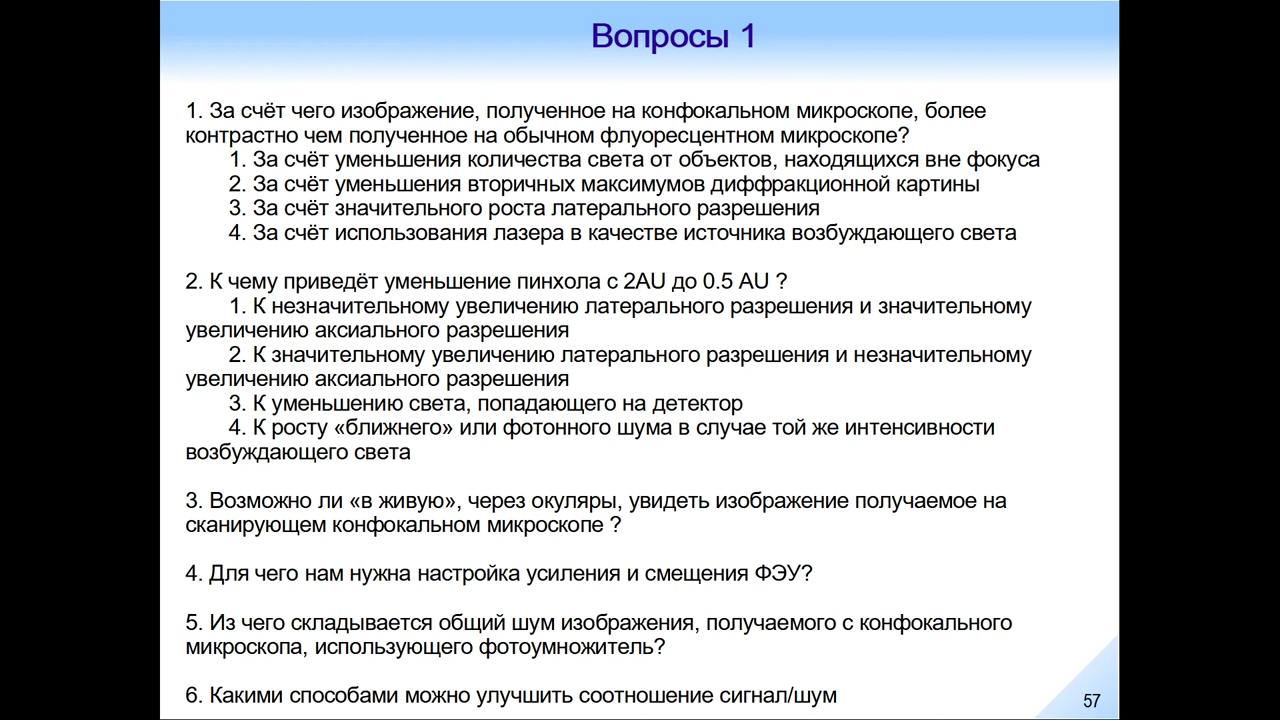 Вопросы 1
1. За счёт чего изображение, полученное на конфокальном микроскопе, более
контрастно чем полученное на обычном флуоресцентном микроскопе?
1. За счёт уменьшения количества света от объектов, находящихся вне фокуса
2. За счёт уменьшения вторичных максимумов диффракционной картины
3. За счёт значительного роста латерального разрешения
4. За счёт использования лазера в качестве источника возбуждающего света
2. К чему приведёт уменьшение пинхола с 2AU до 0.5 AU ?
1. К незначительному увеличению латерального разрешения и значительному
увеличению аксиального разрешения
2. К значительному увеличению латерального разрешения и незначительному
увеличению аксиального разрешения
3. К уменьшению света, попадающего на детектор
4. К росту «ближнего» или фотонного шума в случае той же интенсивности
возбуждающего света
3. Возможно ли «в живую», через окуляры, увидеть изображение получаемое на
сканирующем конфокальном микроскопе ?
4. Для чего нам нужна настройка усиления и смещения ФЭУ?
5. Из чего складывается общий шум изображения, получаемого с конфокального
микроскопа, использующего фотоумножитель?
6. Какими способами можно улучшить соотношение сигнал/шум
57